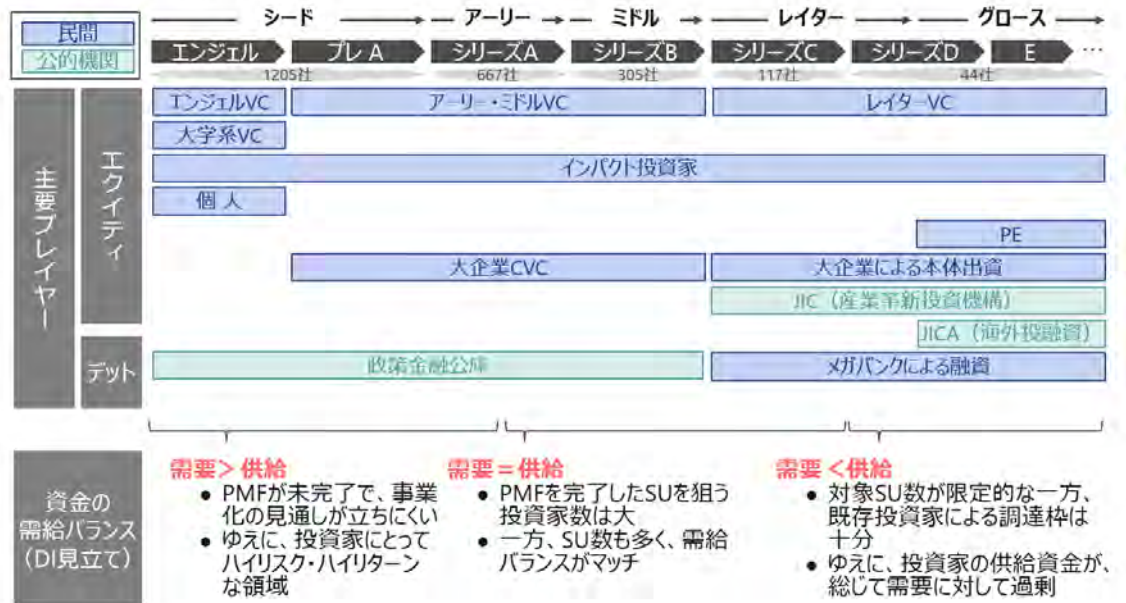 民間
公的機関
シード
アーリー
ミドル
レイター
グロース
エンジェル
プレ A
シリーズA
シリーズB
シリーズC
シリーズD
E
…
1205社
667社
305社
117社
44社
主要プレイヤー
エクイティ
エンジェルVC
アーリー・ミドルVC
レイターVC
大学系VC
インパクト投資家
個人
PE
大企業CVC
大企業による本体出資
JIC（産業革新投資機構）
JICA（海外投融資）
デット
政策金融公庫
メガバンクによる融資
資金の
需給バランス
（DI見立て）
需要＞供給
● PMFが未完了で、事業
化の見通しが立ちにくい
● ゆえに、投資家にとって
ハイリスク・ハイリターン
な領域
需要＝供給
● PMFを完了したSUを狙う
投資家数は大
● 一方、SU数も多く、需給
バランスがマッチ
需要＜供給
● 対象SU数が限定的な一方、
既存投資家による調達枠は
十分
● ゆえに、投資家の供給資金が、
総じて需要に対して過剰